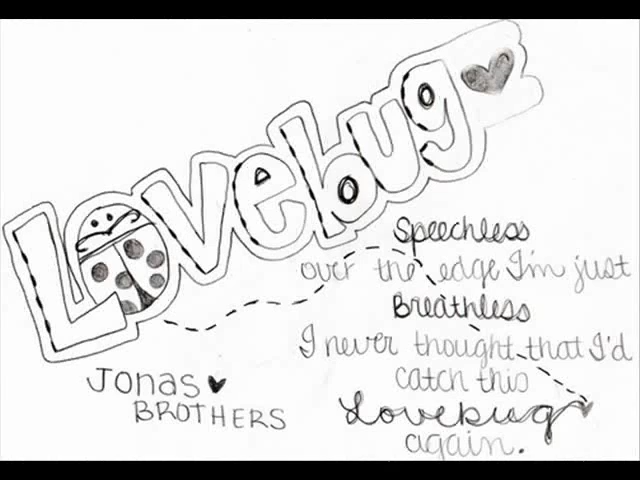 Lovebug
Speechless
over the edge I'm just
Breathless
I never thought that I'd
catch this
Lovebug
again.
Jonas
BROTHERS